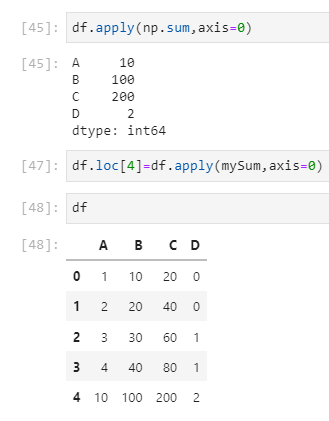 [45]: df.apply(np.sum,axis=0)
[45]: A 10
B 100
C 200
D 2
dtype: int64
[47]: df.loc[4]=df.apply(mySum,axis=0)
[48]: df
[48]: A B C D
0 1 10 20 0
1 2 20 40 0
2 3 30 60 1
3 4 40 80 1
4 10 100 200 2